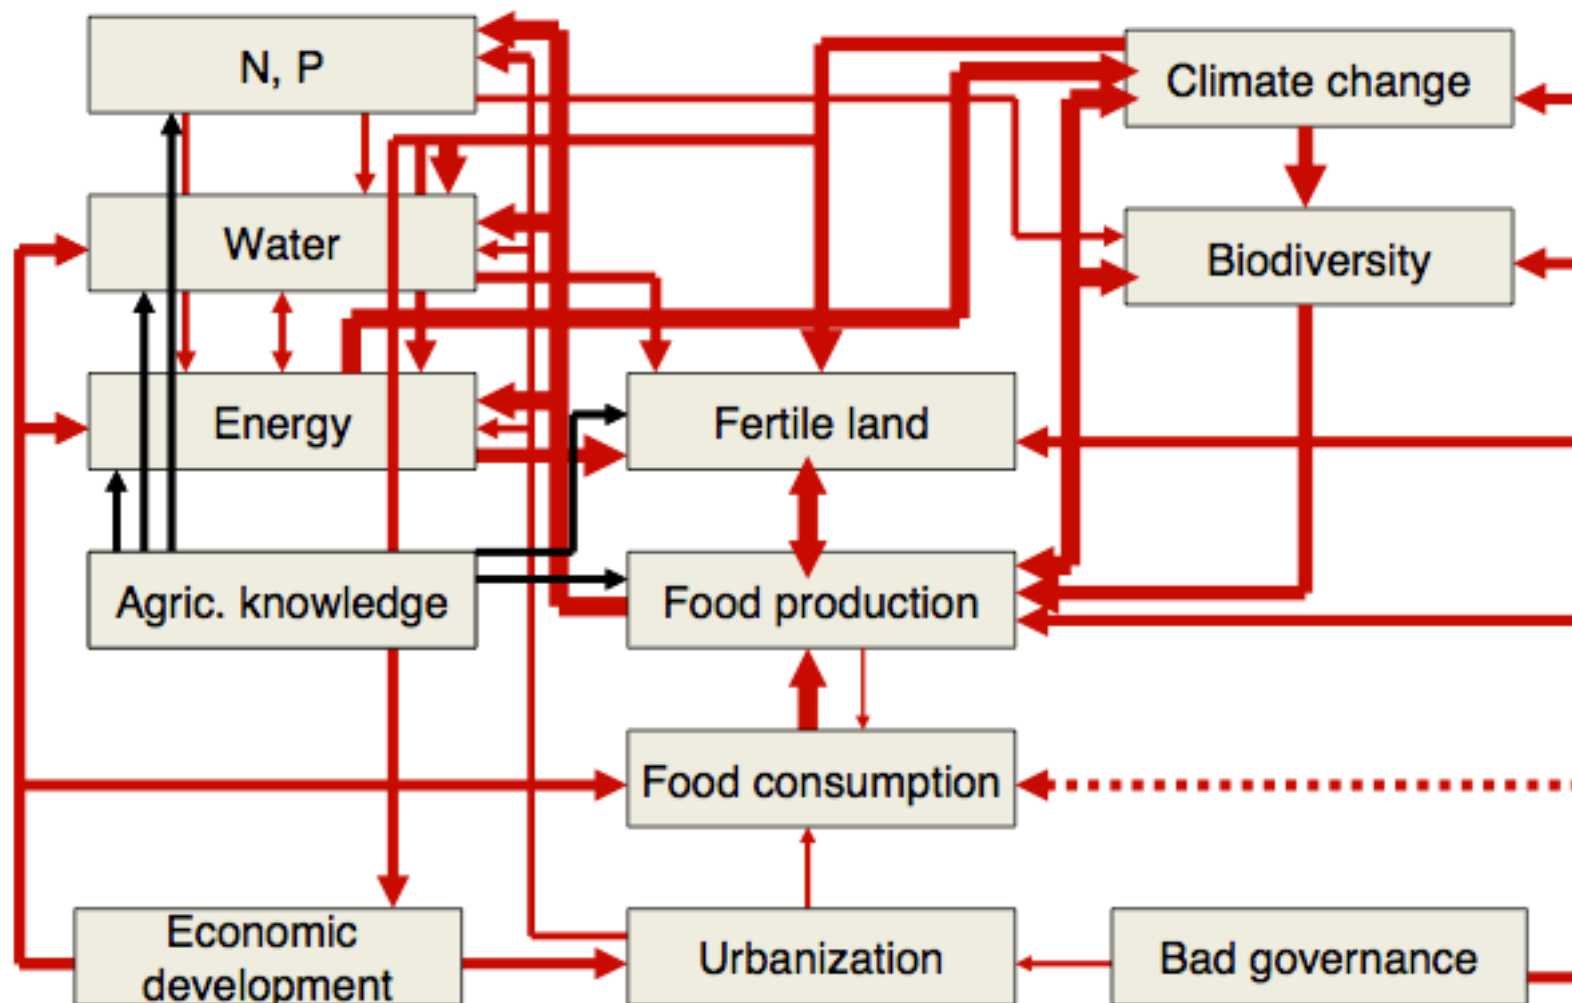 N, P
Climate change
Water
Biodiversity
Energy
Fertile land
Agric. knowledge
Food production
Food consumption
Economic
development
Urbanization
Bad governance